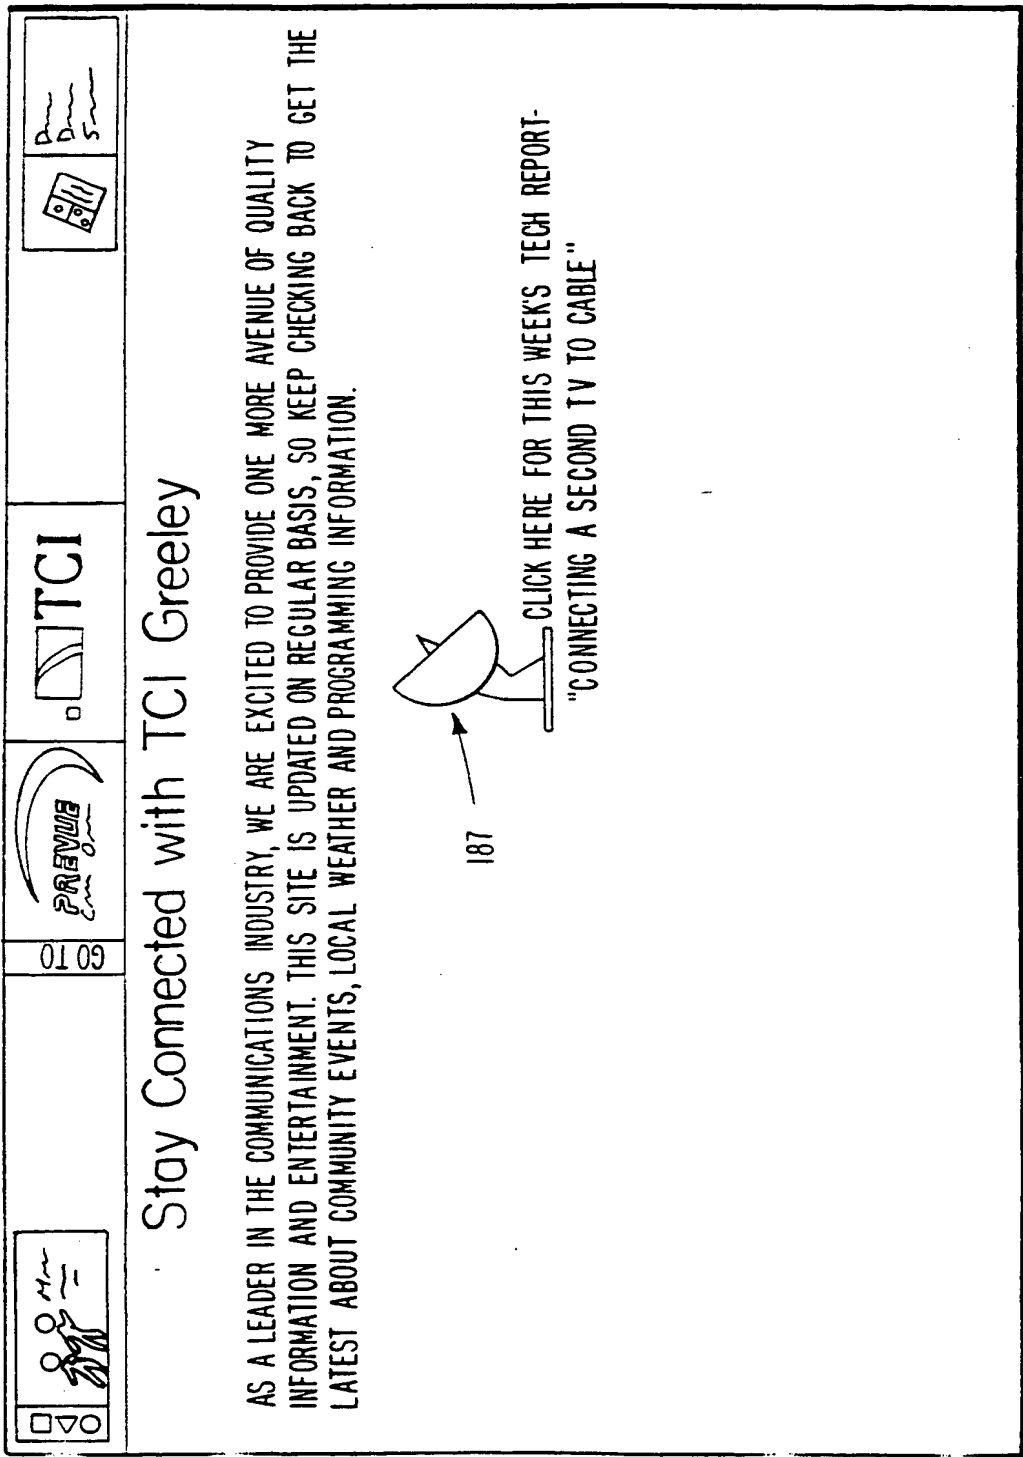 GO TO
PREVUE
TCI
Stay Connected with TCI Greeley
AS A LEADER IN THE COMMUNICATIONS INDUSTRY, WE ARE EXCITED TO PROVIDE ONE MORE AVENUE OF QUALITY
INFORMATION AND ENTERTAINMENT. THIS SITE IS UPDATED ON REGULAR BASIS, SO KEEP CHECKING BACK TO GET THE
LATEST ABOUT COMMUNITY EVENTS, LOCAL WEATHER AND PROGRAMMING INFORMATION.
187
CLICK HERE FOR THIS WEEK'S TECH REPORT-
"CONNECTING A SECOND TV TO CABLE"